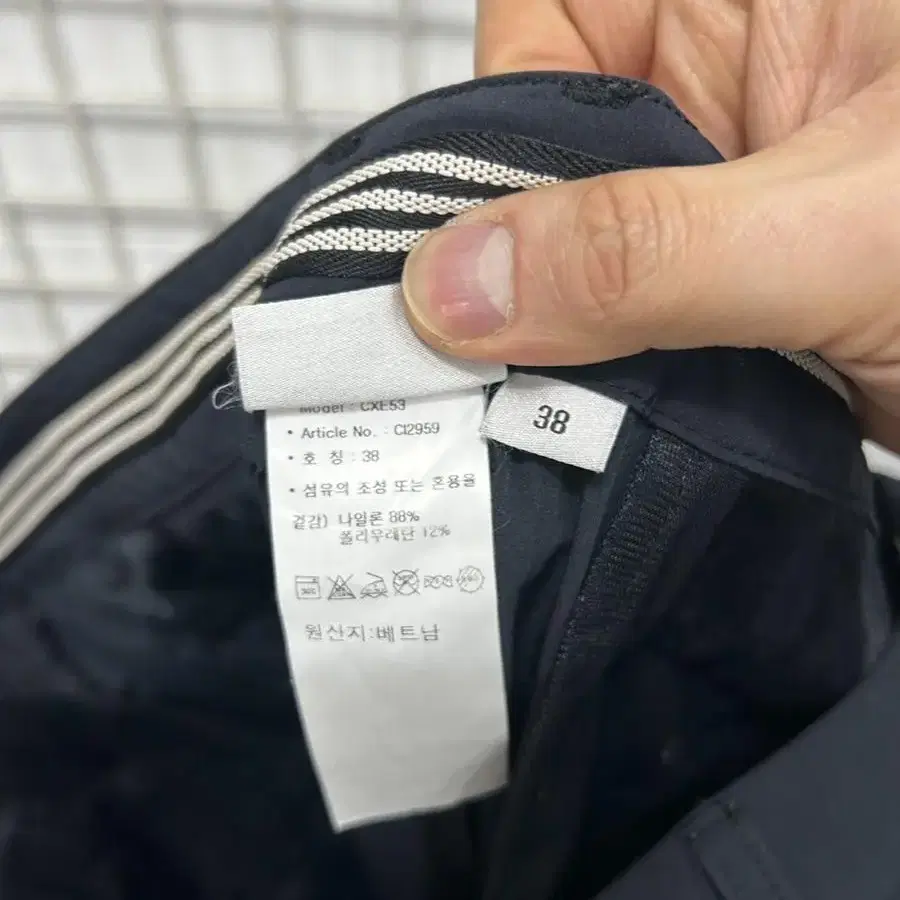 Model : CXE53
• Article No. : CI2959
• 호 칭 : 38
• 섬유의 조성 또는 혼용율
겉감) 나일론 88%
폴리우레탄 12%
원산지:베트남
38